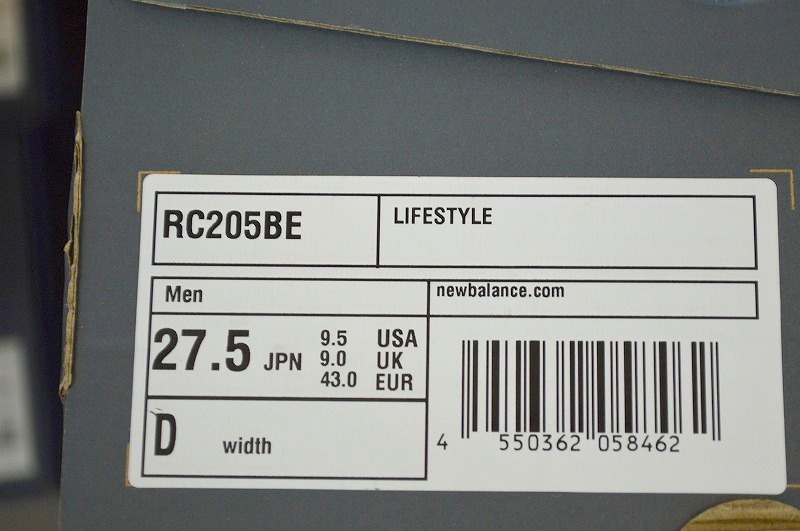 RC205BE
LIFESTYLE
Men
newbalance.com
27.5 JPN
9.5 USA
9.0 UK
43.0 EUR
D width
4 550362 058462